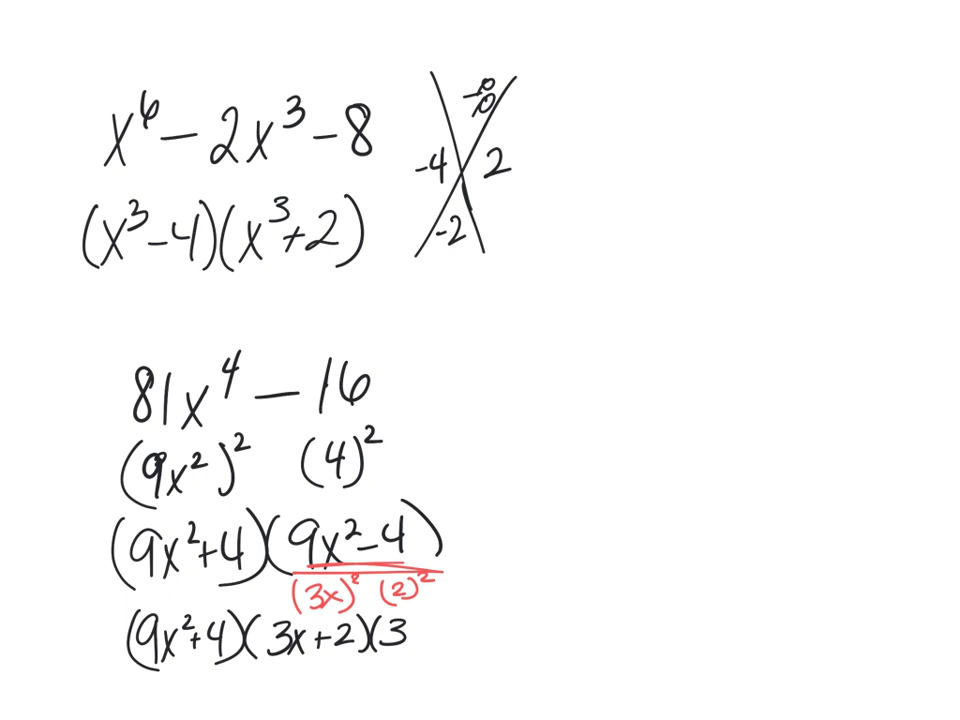 x⁶ − 2x³ − 8
-8
-4 2
-2
(x³ − 4)(x³ + 2)
81x⁴ − 16
(9x²)² (4)²
(9x² + 4)(9x² − 4)
(3x)² (2)²
(9x² + 4)(3x + 2)(3